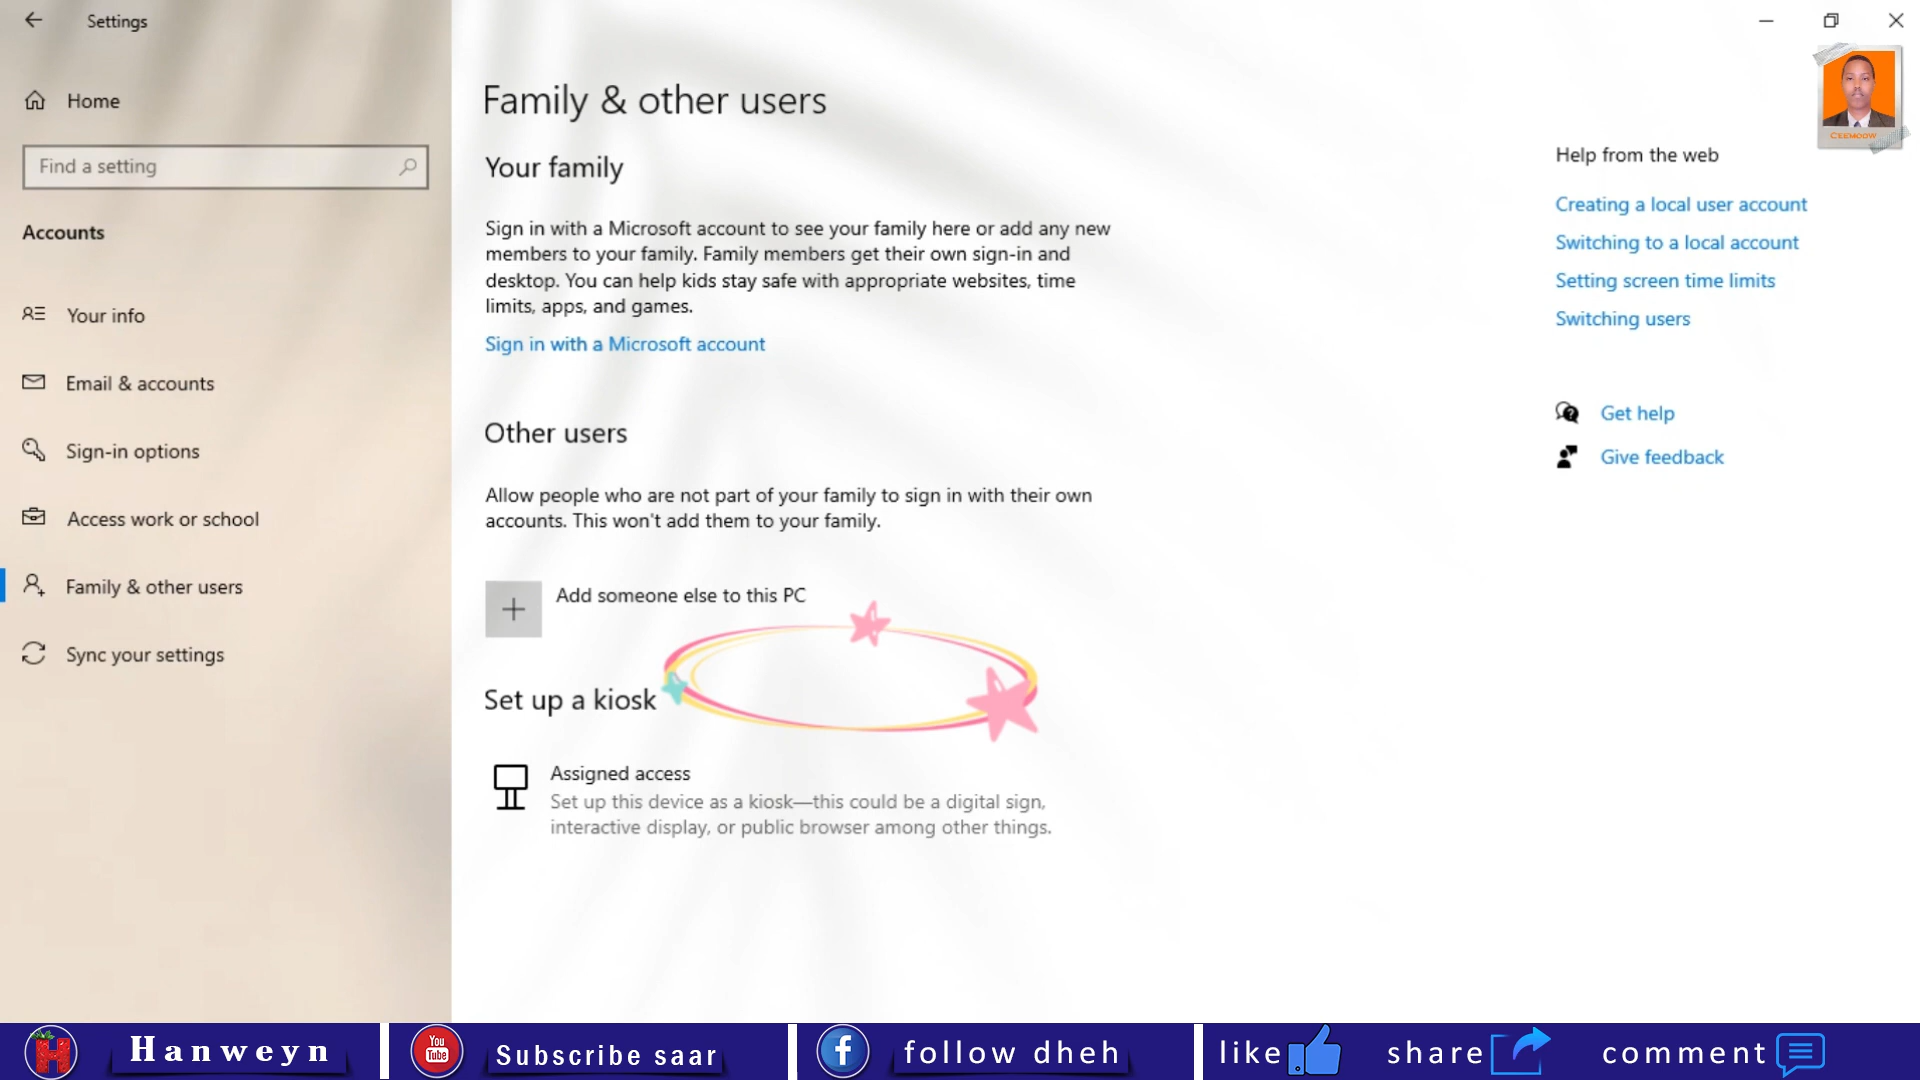 Settings
Home
Find a setting
Accounts
Your info
Email & accounts
Sign-in options
Access work or school
Family & other users
Sync your settings
Family & other users
Your family
Sign in with a Microsoft account to see your family here or add any new
members to your family. Family members get their own sign-in and
desktop. You can help kids stay safe with appropriate websites, time
limits, apps, and games.
Sign in with a Microsoft account
Other users
Allow people who are not part of your family to sign in with their own
accounts. This won't add them to your family.
Add someone else to this PC
Set up a kiosk
Assigned access
Set up this device as a kiosk—this could be a digital sign,
interactive display, or public browser among other things.
CEEMOOW
Help from the web
Creating a local user account
Switching to a local account
Setting screen time limits
Switching users
Get help
Give feedback
H
Hanweyn
You
Tube
Subscribe saar
f
follow dheh
like
share
comment